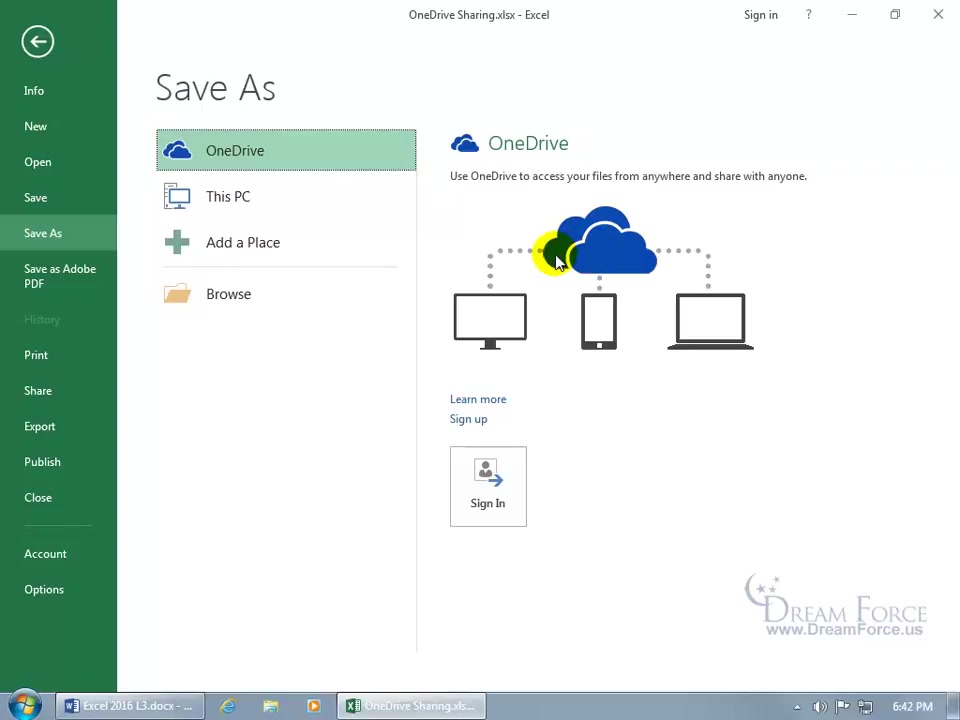 OneDrive Sharing.xlsx - Excel
Sign in
?
Info
New
Open
Save
Save As
Save as Adobe
PDF
History
Print
Share
Export
Publish
Close
Account
Options
Save As
OneDrive
This PC
Add a Place
Browse
OneDrive
Use OneDrive to access your files from anywhere and share with anyone.
Learn more
Sign up
Sign In
DREAM FORCE
www.DreamForce.us
Excel 2016 L3.docx - ...
OneDrive Sharing.xls...
6:42 PM